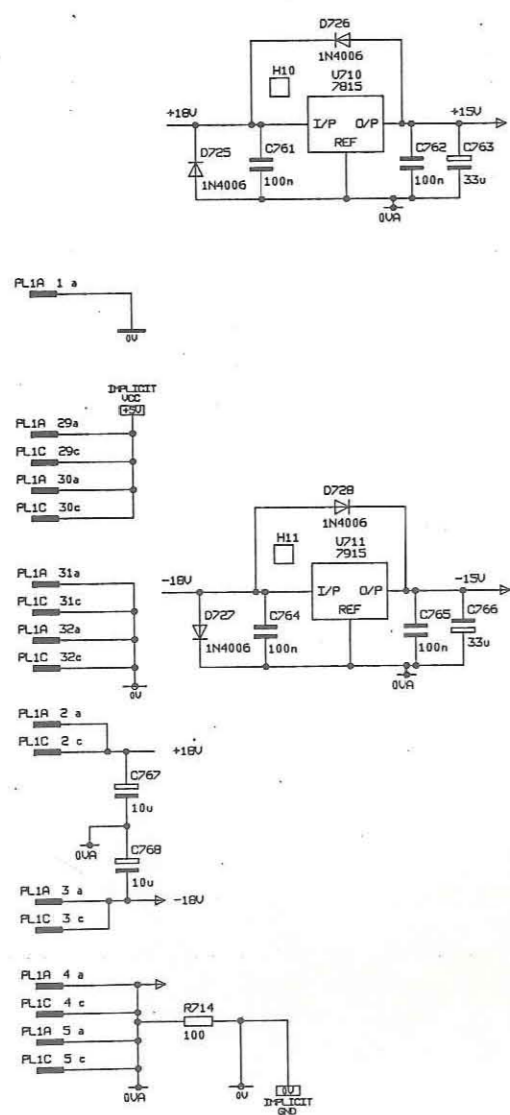 D726
1N4006
H10
U710
7815
+18V
I/P O/P
REF
+15V
D725
1N4006
C761
100n
C762
100n
C763
33u
0VA
PL1A 1 a
0V
IMPLICIT
VCC
+5V
PL1A 29a
PL1C 29c
PL1A 30a
PL1C 30c
D728
1N4006
H11
U711
7915
-18V
I/P O/P
REF
-15V
D727
1N4006
C764
100n
C765
100n
C766
33u
0VA
PL1A 31a
PL1C 31c
PL1A 32a
PL1C 32c
0V
PL1A 2 a
PL1C 2 c
+18V
C767
10u
0VA
C768
10u
PL1A 3 a
-18V
PL1C 3 c
PL1A 4 a
PL1C 4 c
PL1A 5 a
PL1C 5 c
R714
100
0VA
0V
0V
IMPLICIT
GND